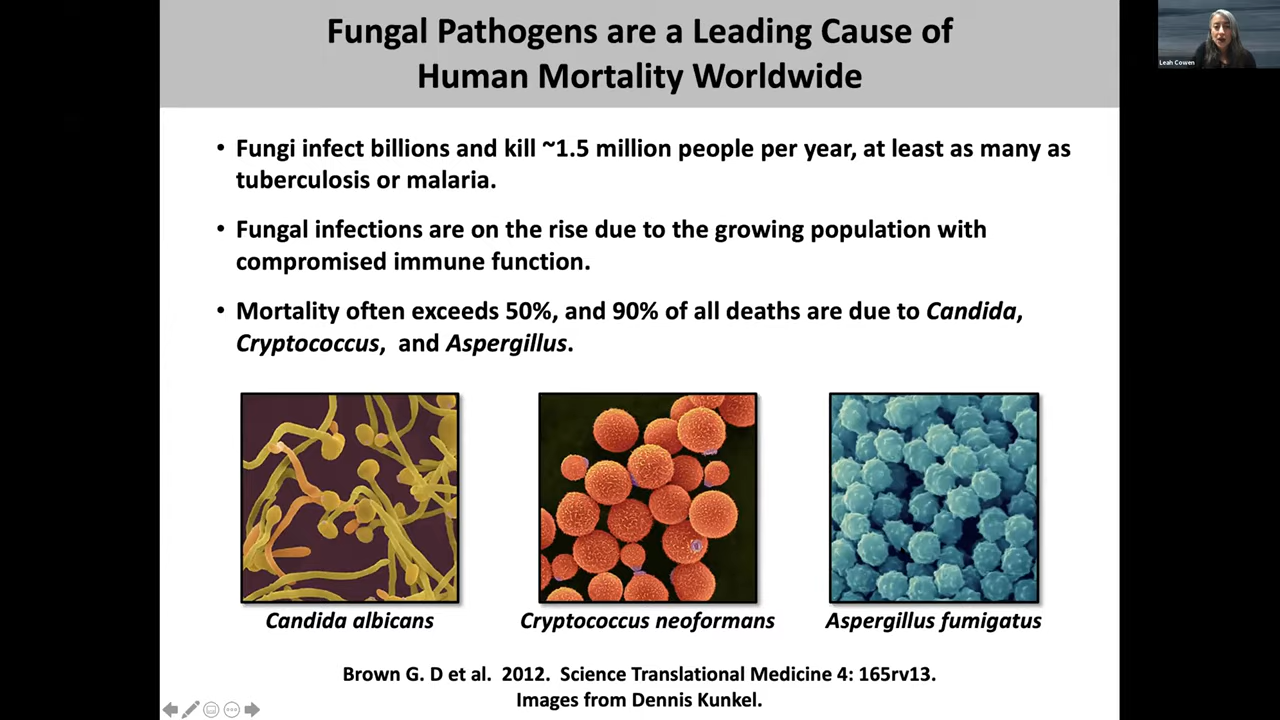 Fungal Pathogens are a Leading Cause of
Human Mortality Worldwide
Leah Cowen
• Fungi infect billions and kill ~1.5 million people per year, at least as many as
tuberculosis or malaria.
• Fungal infections are on the rise due to the growing population with
compromised immune function.
• Mortality often exceeds 50%, and 90% of all deaths are due to Candida,
Cryptococcus, and Aspergillus.
Candida albicans
Cryptococcus neoformans
Aspergillus fumigatus
Brown G. D et al. 2012. Science Translational Medicine 4: 165rv13.
Images from Dennis Kunkel.